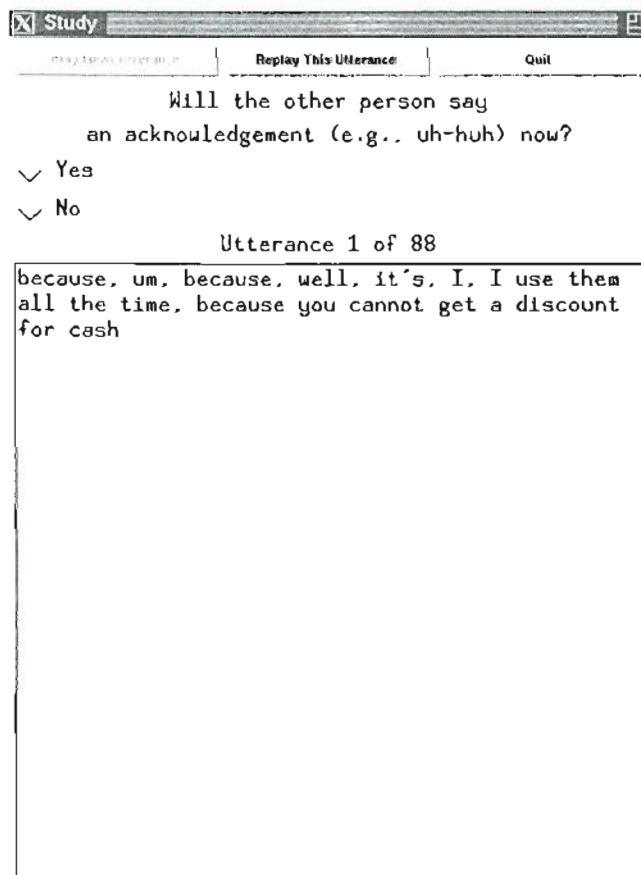 X Study
Replay This Utterance Quit
Will the other person say
an acknowledgement (e.g., uh-huh) now?
Yes
No
Utterance 1 of 88
because, um, because, well, it's, I, I use them
all the time, because you cannot get a discount
for cash